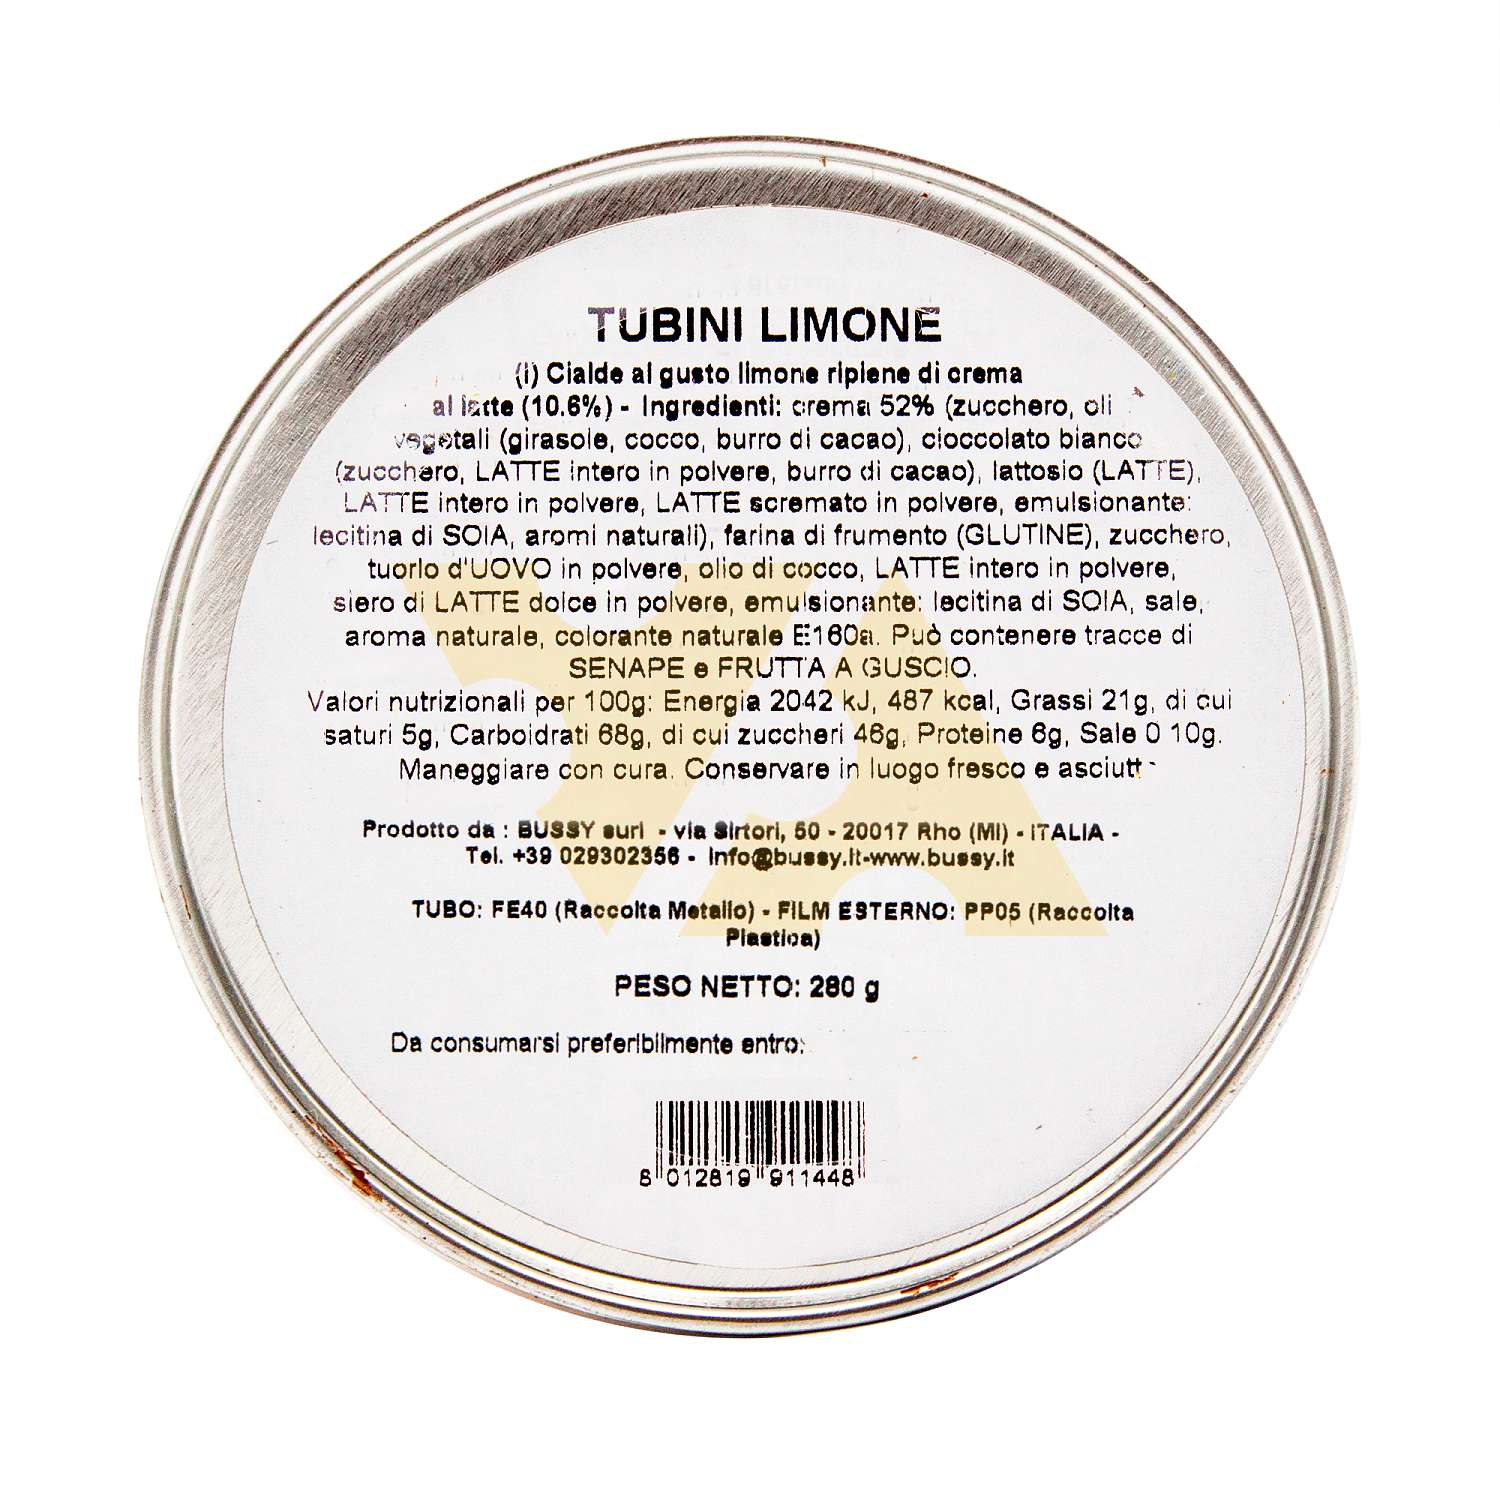 TUBINI LIMONE
(i) Cialde al gusto limone ripiene di crema
al latte (10.6%) - Ingredienti: crema 52% (zucchero, oli
vegetali (girasole, cocco, burro di cacao), cioccolato bianco
(zucchero, LATTE intero in polvere, burro di cacao), lattosio (LATTE),
LATTE intero in polvere, LATTE scremato in polvere, emulsionante:
lecitina di SOIA, aromi naturali), farina di frumento (GLUTINE), zucchero,
tuorlo d'UOVO in polvere, olio di cocco, LATTE intero in polvere,
siero di LATTE dolce in polvere, emulsionante: lecitina di SOIA, sale,
aroma naturale, colorante naturale E160a. Può contenere tracce di
SENAPE e FRUTTA A GUSCIO.
Valori nutrizionali per 100g: Energia 2042 kJ, 487 kcal, Grassi 21g, di cui
saturi 5g, Carboidrati 68g, di cui zuccheri 46g, Proteine 6g, Sale 0 10g.
Maneggiare con cura. Conservare in luogo fresco e asciutt
Prodotto da : BUSSY surl - via Sirtori, 50 - 20017 Rho (MI) - ITALIA -
Tel. +39 029302356 - info@bussy.it-www.bussy.it
TUBO: FE40 (Raccolta Metallo) - FILM ESTERNO: PP05 (Raccolta
Plastica)
PESO NETTO: 280 g
Da consumarsi preferibilmente entro:
8 012819 911448